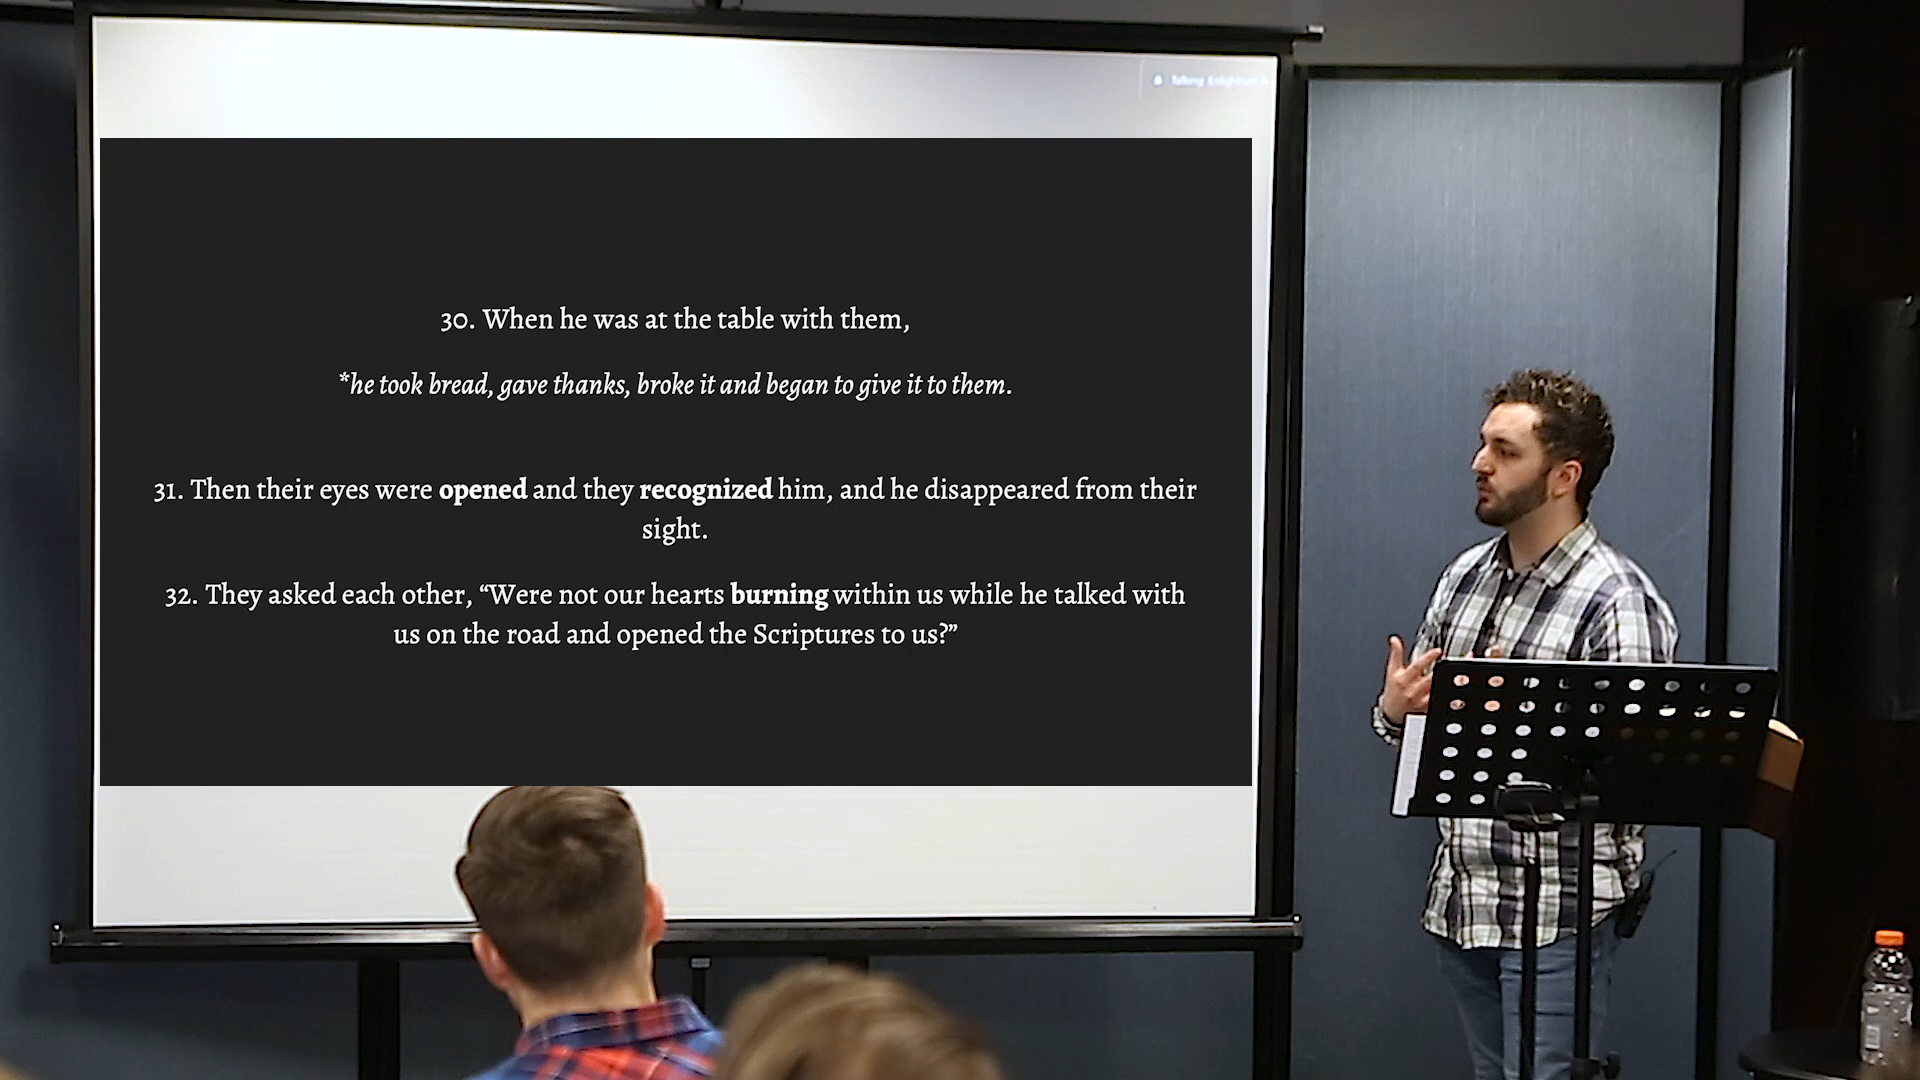 Talking:
30. When he was at the table with them,
*he took bread, gave thanks, broke it and began to give it to them.
31. Then their eyes were opened and they recognized him, and he disappeared from their
sight.
32. They asked each other, “Were not our hearts burning within us while he talked with
us on the road and opened the Scriptures to us?”